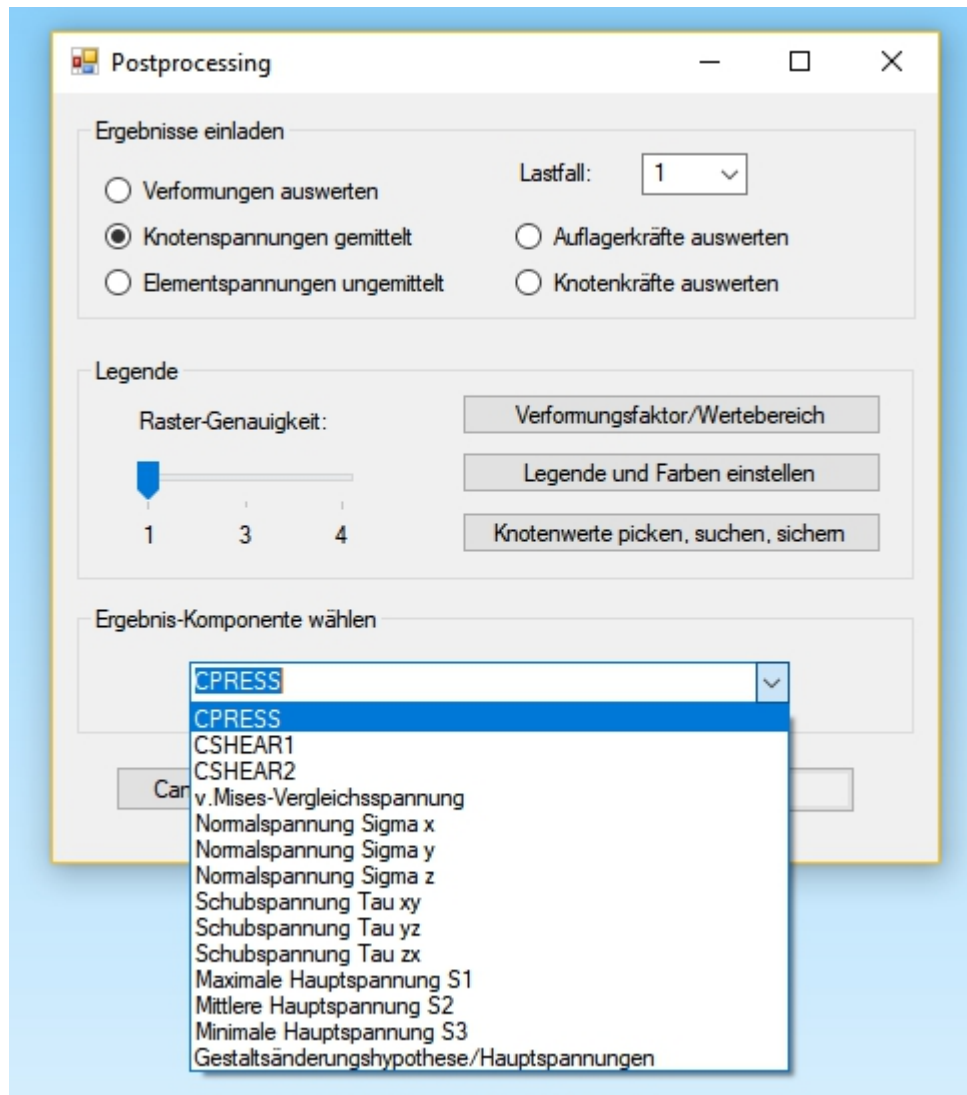 Postprocessing
Ergebnisse einladen
Lastfall: 1
Verformungen auswerten
Knotenspannungen gemittelt
Auflagerkräfte auswerten
Elementspannungen ungemittelt
Knotenkräfte auswerten
Legende
Raster-Genauigkeit:
Verformungsfaktor/Wertebereich
Legende und Farben einstellen
1 3 4
Knotenwerte picken, suchen, sichern
Ergebnis-Komponente wählen
CPRESS
CPRESS
CSHEAR1
CSHEAR2
Can
v.Mises-Vergleichsspannung
Normalspannung Sigma x
Normalspannung Sigma y
Normalspannung Sigma z
Schubspannung Tau xy
Schubspannung Tau yz
Schubspannung Tau zx
Maximale Hauptspannung S1
Mittlere Hauptspannung S2
Minimale Hauptspannung S3
Gestaltsänderungshypothese/Hauptspannungen